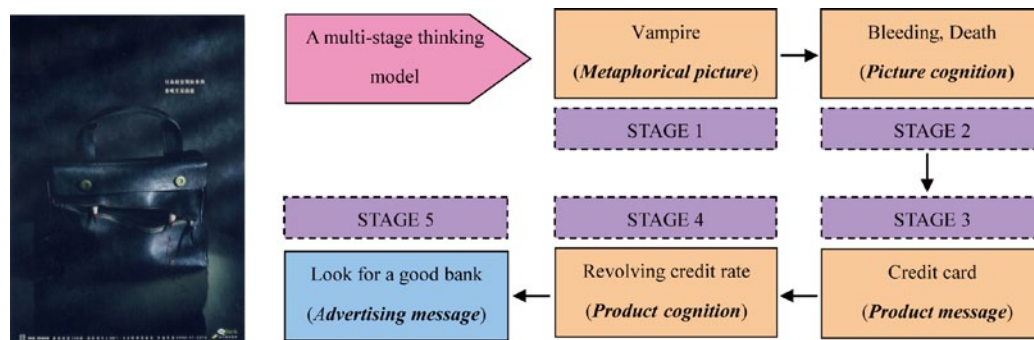 A multi-stage thinking
model
Vampire
(Metaphorical picture)
Bleeding, Death
(Picture cognition)
STAGE 1
STAGE 2
STAGE 5
STAGE 4
STAGE 3
Look for a good bank
(Advertising message)
Revolving credit rate
(Product cognition)
Credit card
(Product message)